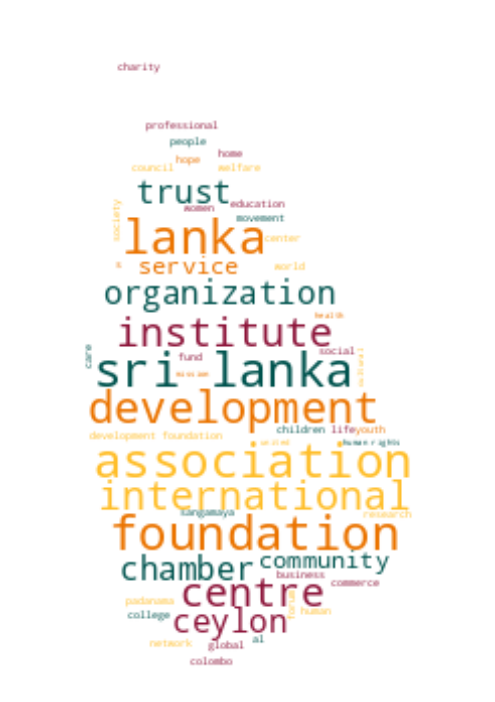 charity
professional
people
home
hope
council welfare
trust
women education
society
movement
lanka
center
service world
organization
health
institute
care
fund social
sri lanka
mission
cultural
development
children life youth
development foundation
united human rights
association
international
sangamaya research
foundation
community
chamber
business
commerce
centre
padanama
forum
human
college
ceylon
al
network global
colombo